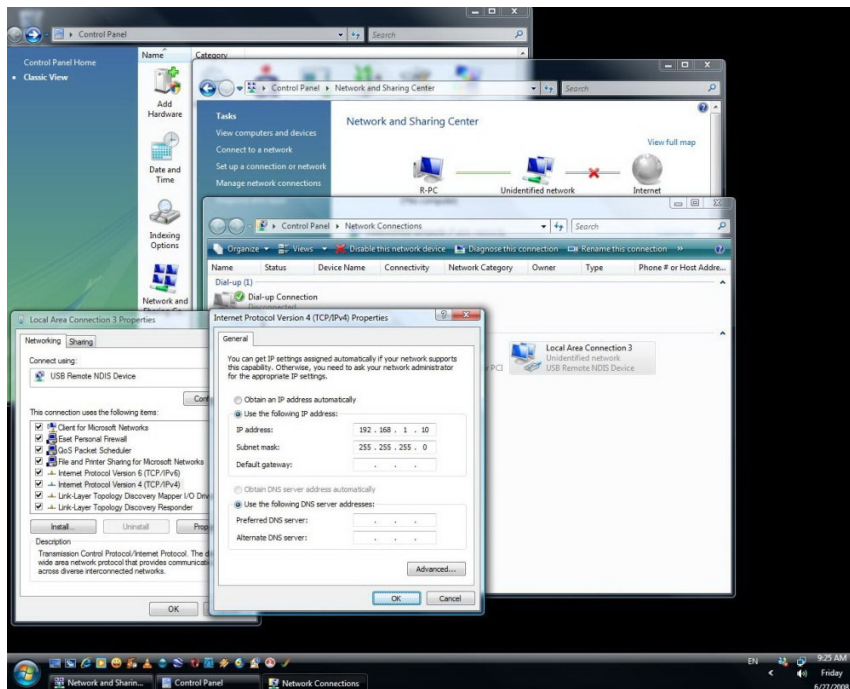 Control Panel
Search
Control Panel Home
Classic View
Name
Category
Add
Hardware
Date and
Time
Indexing
Options
Network and
Control Panel
Network and Sharing Center
Search
Tasks
View computers and devices
Connect to a network
Set up a connection or network
Manage network connections
Network and Sharing Center
View full map
R-PC
Unidentified network
Internet
Control Panel
Network Connections
Search
Organize
Views
Disable this network device
Diagnose this connection
Rename this connection
»
Name
Status
Device Name
Connectivity
Network Category
Owner
Type
Phone # or Host Addre...
Dial-up (1)
Dial-up Connection
Disconnected
Local Area Connection 3
Unidentified network
USB Remote NDIS Device
PCI
Local Area Connection 3 Properties
Networking
Sharing
Connect using:
USB Remote NDIS Device
This connection uses the following items:
Client for Microsoft Networks
Eset Personal Firewall
QoS Packet Scheduler
File and Printer Sharing for Microsoft Networks
Internet Protocol Version 6 (TCP/IPv6)
Internet Protocol Version 4 (TCP/IPv4)
Link-Layer Topology Discovery Mapper I/O
Link-Layer Topology Discovery Responder
Install...
Uninstall
Prop
Description
Transmission Control Protocol/Internet Protocol. The d
wide area network protocol that provides
across diverse interconnected networks.
OK
Internet Protocol Version 4 (TCP/IPv4) Properties
General
You can get IP settings assigned automatically if your network supports
this capability. Otherwise, you need to ask your network administrator
for the appropriate IP settings.
Obtain an IP address automatically
Use the following IP address:
IP address:
192 . 168 . 1 . 10
Subnet mask:
255 . 255 . 255 . 0
Default gateway:
. . .
Obtain DNS server address automatically
Use the following DNS server addresses:
Preferred DNS server:
. . .
Alternate DNS server:
. . .
Advanced...
OK
Cancel
EN
9:25 AM
Friday
6/27/2008
Network and Sharin...
Control Panel
Network Connections